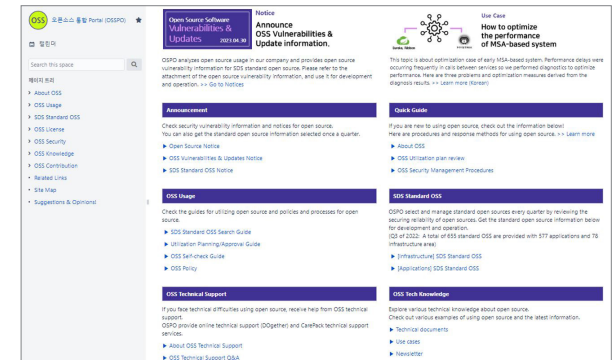 OSS 오픈소스 통합 Portal (OSSPO)
캘린더
Search this space
페이지 트리
About OSS
OSS Usage
SDS Standard OSS
OSS License
OSS Security
OSS Knowledge
OSS Contribution
Related Links
Site Map
Suggestions & Opinions!
Open Source Software
Vulnerabilities &
Updates 2023.04.30
Notice
Announce
OSS Vulnerabilities &
Update information.
OSPO analyzes open source usage in our company and provides open source
vulnerability information for SDS standard open source. Please refer to the
attachment of the open source vulnerability information, and use it for development
and operation. >> Go to Notices
Use Case
How to optimize
the performance
of MSA-based system
This topic is about optimization case of early MSA-based system. Performance delays were
occurring frequently in calls between services so we performed diagnostics to optimize
performance. Here are three problems and optimization measures derived from the
diagnosis results. >> Learn more (Korean)
Announcement
Check security vulnerability information and notices for open source.
You can also get the standard open source information selected once a quarter.
▶ Open Source Notice
▶ OSS Vulnerabilities & Updates Notice
▶ SDS Standard OSS Notice
Quick Guide
If you are new to using open source, check out the information below!
Here are procedures and response methods for using open source. >> Learn more
▶ About OSS
▶ OSS Utilization plan review
▶ OSS Security Management Procedures
OSS Usage
Check the guides for utilizing open source and policies and processes for open
source.
▶ SDS Standard OSS Search Guide
▶ Utilization Planning/Approval Guide
▶ OSS Self-check Guide
▶ OSS Policy
SDS Standard OSS
OSPO select and manage standard open sources every quarter by reviewing the
securing reliability of open sources. Get the standard open source information below
for development and operation.
(Q3 of 2022: A total of 655 standard OSS are provided with 577 applications and 78
infrastructure area)
▶ [Infrastructure] SDS Standard OSS
▶ [Applications] SDS Standard OSS
OSS Technical Support
If you face technical difficulties using open source, receive help from OSS technical
support.
OSPO provide online technical support (DOgether) and CarePack technical support
services.
▶ About OSS Technical Support
▶ OSS Technical Support Q&A
OSS Tech Knowledge
Explore various technical knowledge about open source.
Check out various examples of using open source and the latest information.
▶ Technical documents
▶ Use cases
▶ Newsletter